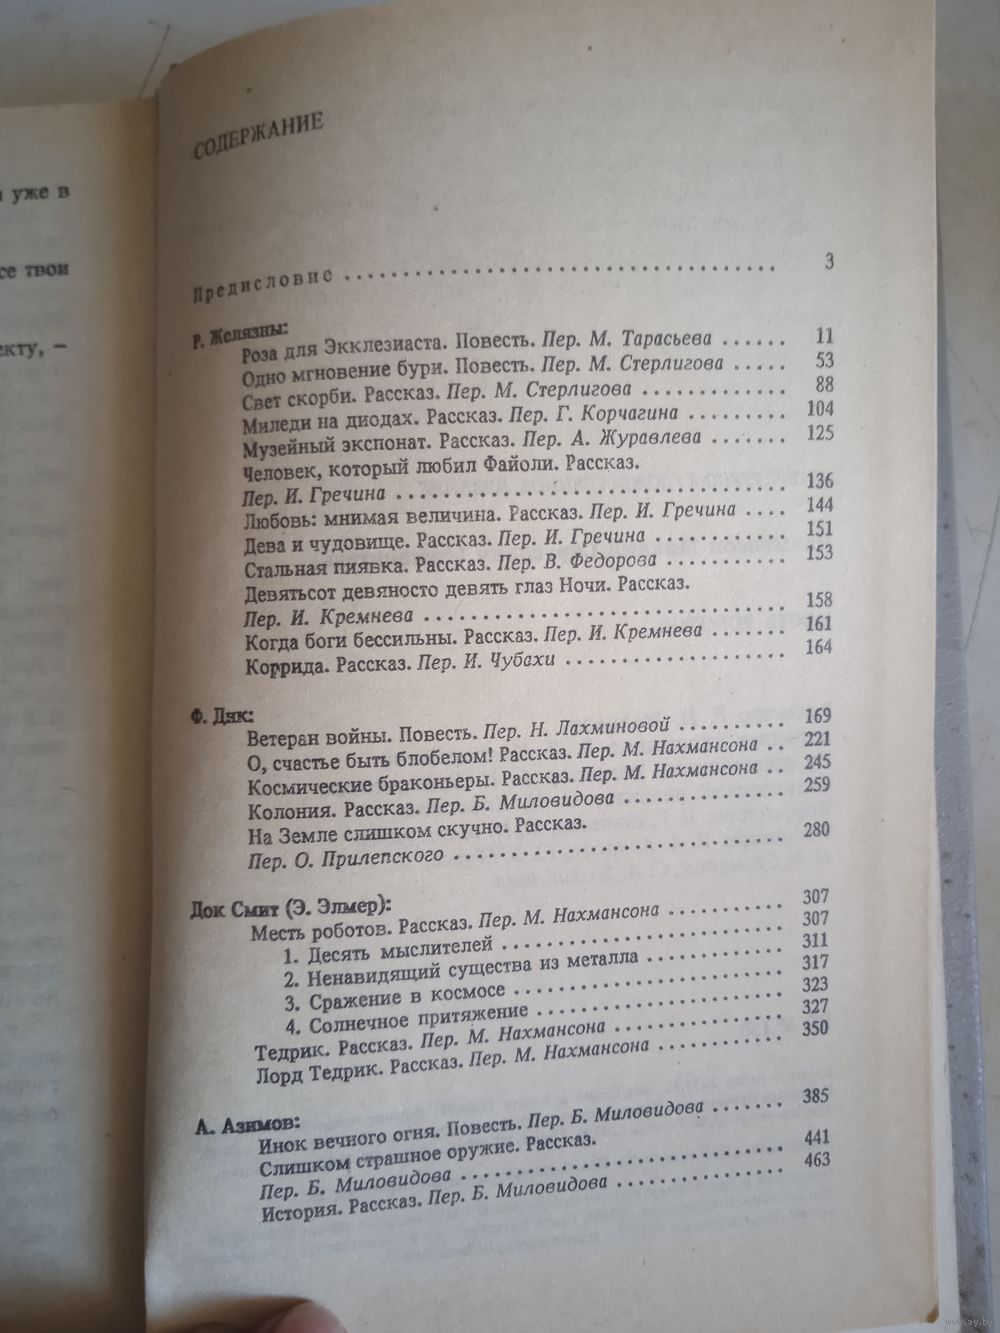 уже в
се твои
екту, –
СОДЕРЖАНИЕ
Предисловие ........................................ 3
Р. Желязны:
Роза для Экклезиаста. Повесть. Пер. М. Тарасьева ...... 11
Одно мгновение бури. Повесть. Пер. М. Стерлигова ..... 53
Свет скорби. Рассказ. Пер. М. Стерлигова ............. 88
Миледи на диодах. Рассказ. Пер. Г. Корчагина ......... 104
Музейный экспонат. Рассказ. Пер. А. Журавлева ....... 125
Человек, который любил Файоли. Рассказ.
Пер. И. Гречина .................................... 136
Любовь: мнимая величина. Рассказ. Пер. И. Гречина .... 144
Дева и чудовище. Рассказ. Пер. И. Гречина ............ 151
Стальная пиявка. Рассказ. Пер. В. Федорова ........... 153
Девятьсот девяносто девять глаз Ночи. Рассказ.
Пер. И. Кремнева ................................... 158
Когда боги бессильны. Рассказ. Пер. И. Кремнева ....... 161
Коррида. Рассказ. Пер. И. Чубахи .................... 164
Ф. Дик:
Ветеран войны. Повесть. Пер. Н. Лахминовой .......... 169
О, счастье быть блобелом! Рассказ. Пер. М. Нахмансона .. 221
Космические браконьеры. Рассказ. Пер. М. Нахмансона .. 245
Колония. Рассказ. Пер. Б. Миловидова ............... 259
На Земле слишком скучно. Рассказ.
Пер. О. Прилепского ............................... 280
Док Смит (Э. Элмер):
Месть роботов. Рассказ. Пер. М. Нахмансона ........... 307
1. Десять мыслителей .............................. 307
2. Ненавидящий существа из металла ............... 311
3. Сражение в космосе ............................. 317
4. Солнечное притяжение .......................... 323
Тедрик. Рассказ. Пер. М. Нахмансона ................ 327
Лорд Тедрик. Рассказ. Пер. М. Нахмансона ............ 350
А. Азимов:
Инок вечного огня. Повесть. Пер. Б. Миловидова ....... 385
Слишком страшное оружие. Рассказ.
Пер. Б. Миловидова ................................ 441
История. Рассказ. Пер. Б. Миловидова ................ 463
www.ay.by